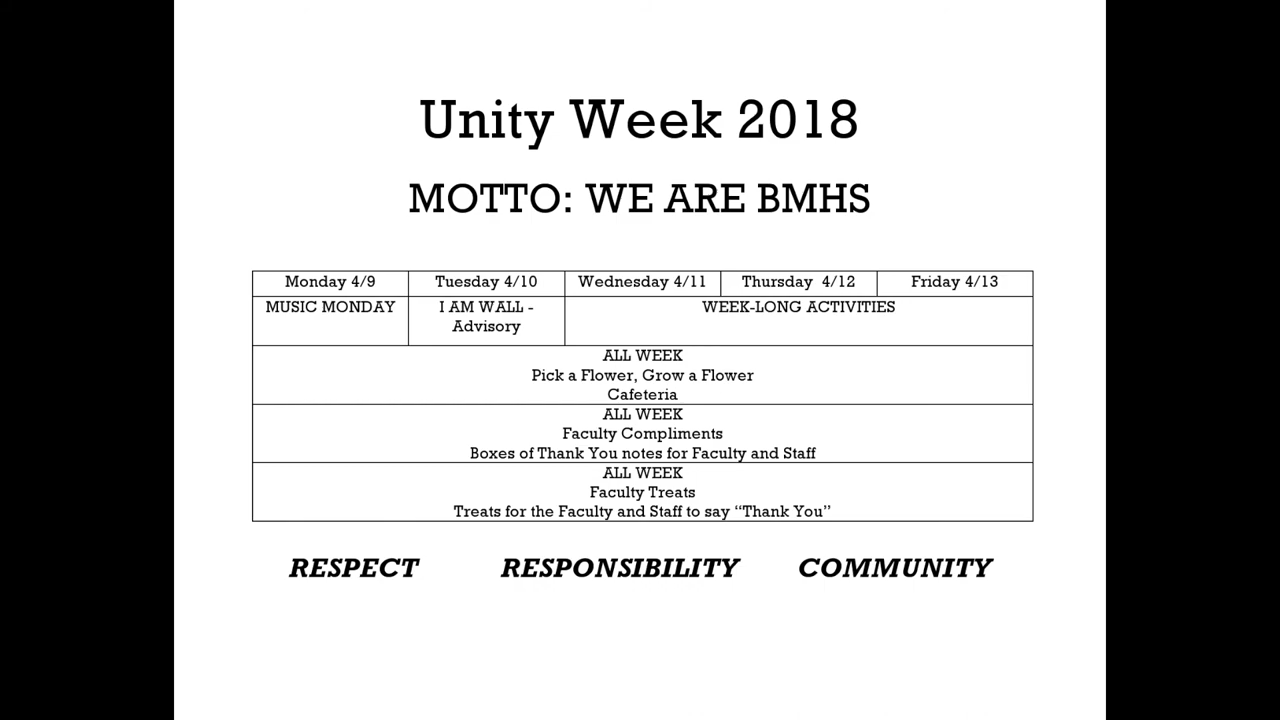 Unity Week 2018
MOTTO: WE ARE BMHS
Monday 4/9 Tuesday 4/10 Wednesday 4/11 Thursday 4/12 Friday 4/13
MUSIC MONDAY I AM WALL - WEEK-LONG ACTIVITIES
Advisory
ALL WEEK
Pick a Flower, Grow a Flower
Cafeteria
ALL WEEK
Faculty Compliments
Boxes of Thank You notes for Faculty and Staff
ALL WEEK
Faculty Treats
Treats for the Faculty and Staff to say “Thank You”
RESPECT RESPONSIBILITY COMMUNITY